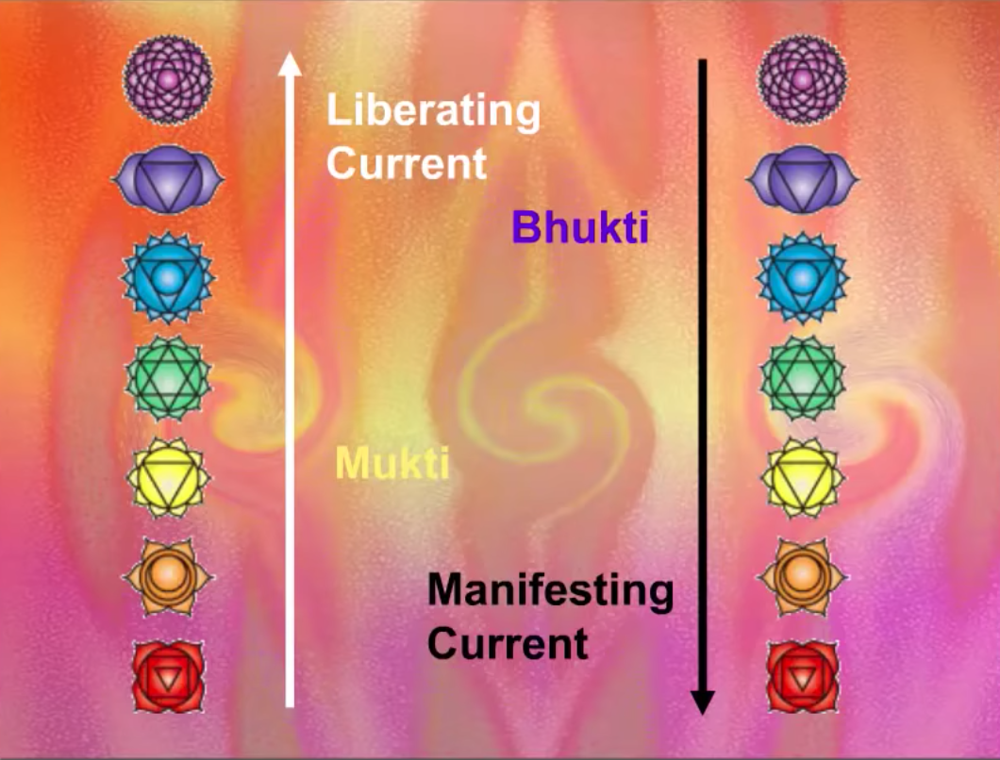 Liberating
Current
Bhukti
Mukti
Manifesting
Current